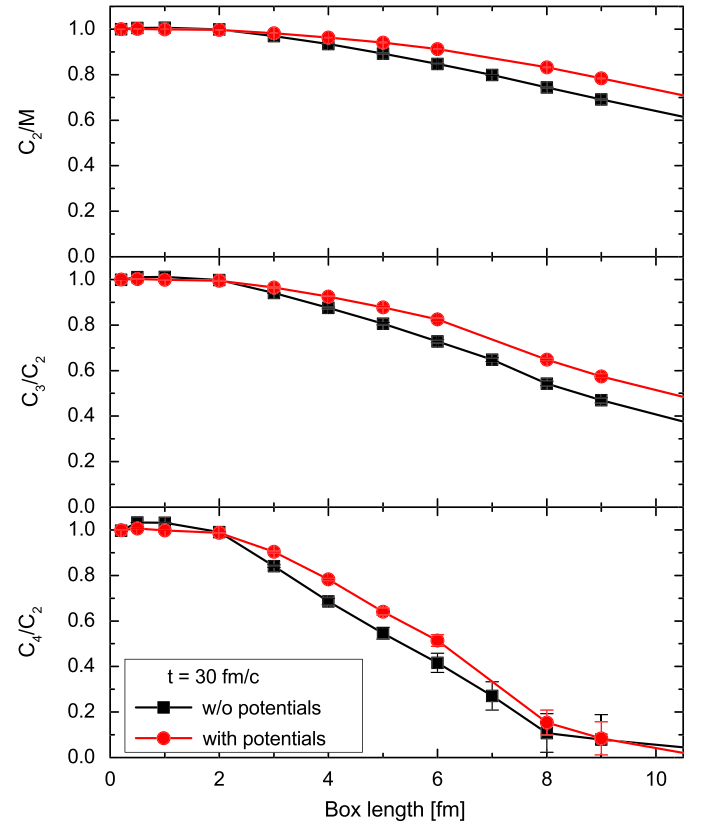 1.0
0.8
0.6
0.4
0.2
0.0
C₂/M
1.0
0.8
0.6
0.4
0.2
0.0
C₃/C₂
1.0
0.8
0.6
0.4
0.2
0.0
C₄/C₂
t = 30 fm/c
w/o potentials
with potentials
0 2 4 6 8 10
Box length [fm]